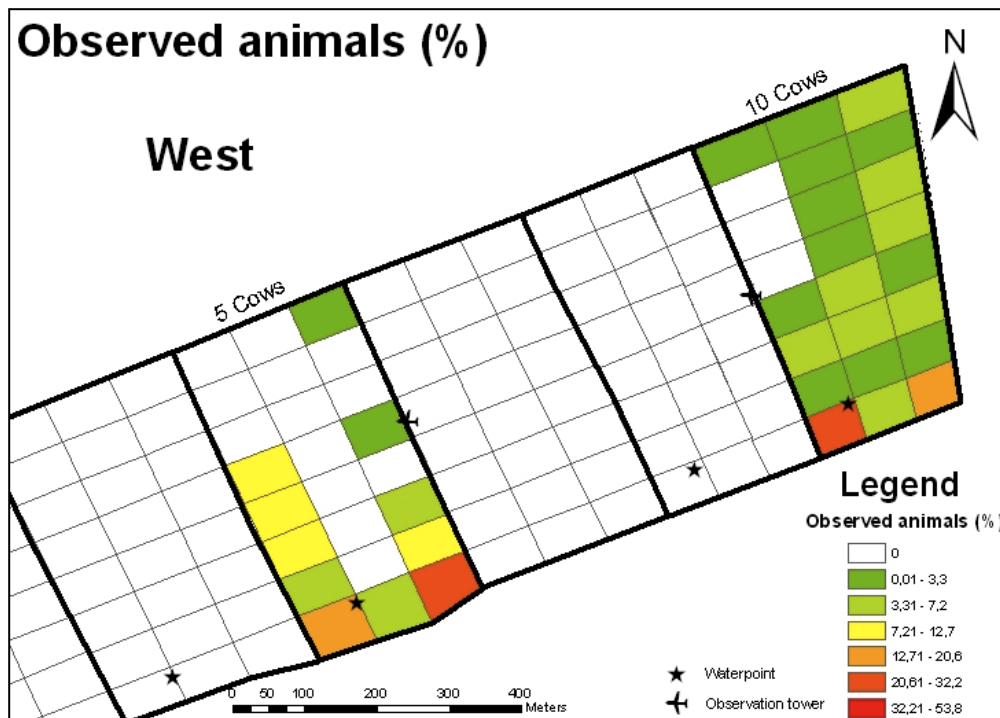 Observed animals (%)
N
10 Cows
West
5 Cows
Legend
Observed animals (%)
0
0,01 - 3,3
3,31 - 7,2
7,21 - 12,7
12,71 - 20,6
20,61 - 32,2
32,21 - 53,8
Waterpoint
Observation tower
0 50 100 200 300 400
Meters